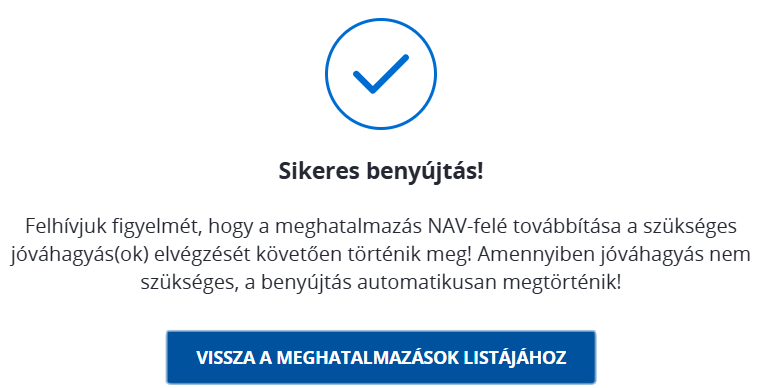 Sikeres benyújtás!
Felhívjuk figyelmét, hogy a meghatalmazás NAV-felé továbbítása a szükséges
jóváhagyás(ok) elvégzését követően történik meg! Amennyiben jóváhagyás nem
szükséges, a benyújtás automatikusan megtörténik!
VISSZA A MEGHATALMAZÁSOK LISTÁJÁHOZ